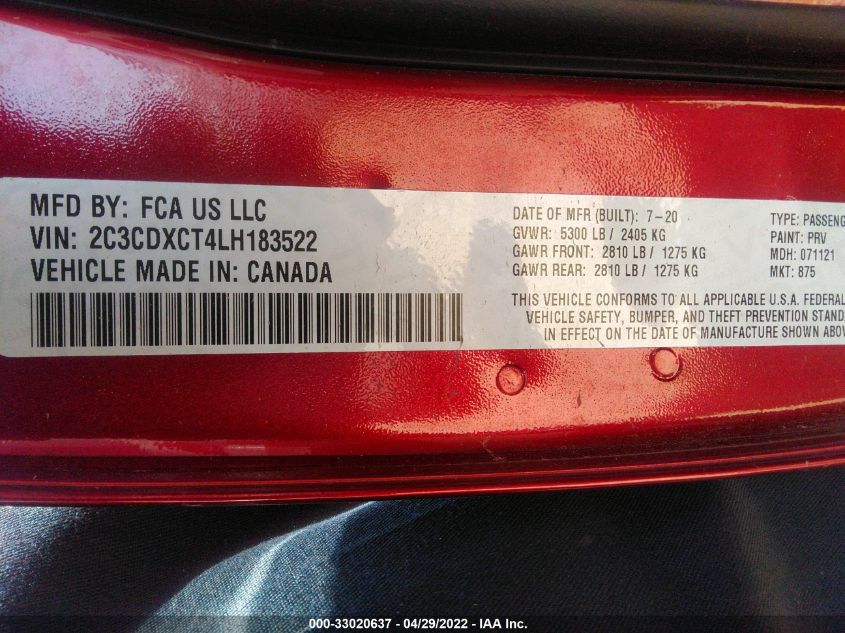 MFD BY: FCA US LLC
VIN: 2C3CDXCT4LH183522
VEHICLE MADE IN: CANADA
DATE OF MFR (BUILT): 7-20
GVWR: 5300 LB / 2405 KG
GAWR FRONT: 2810 LB / 1275 KG
GAWR REAR: 2810 LB / 1275 KG
TYPE: PASSENG
PAINT: PRV
MDH: 071121
MKT: 875
THIS VEHICLE CONFORMS TO ALL APPLICABLE U.S.A. FEDERAL
VEHICLE SAFETY, BUMPER, AND THEFT PREVENTION STAND
IN EFFECT ON THE DATE OF MANUFACTURE SHOWN ABOV
000-33020637 - 04/29/2022 - IAA Inc.